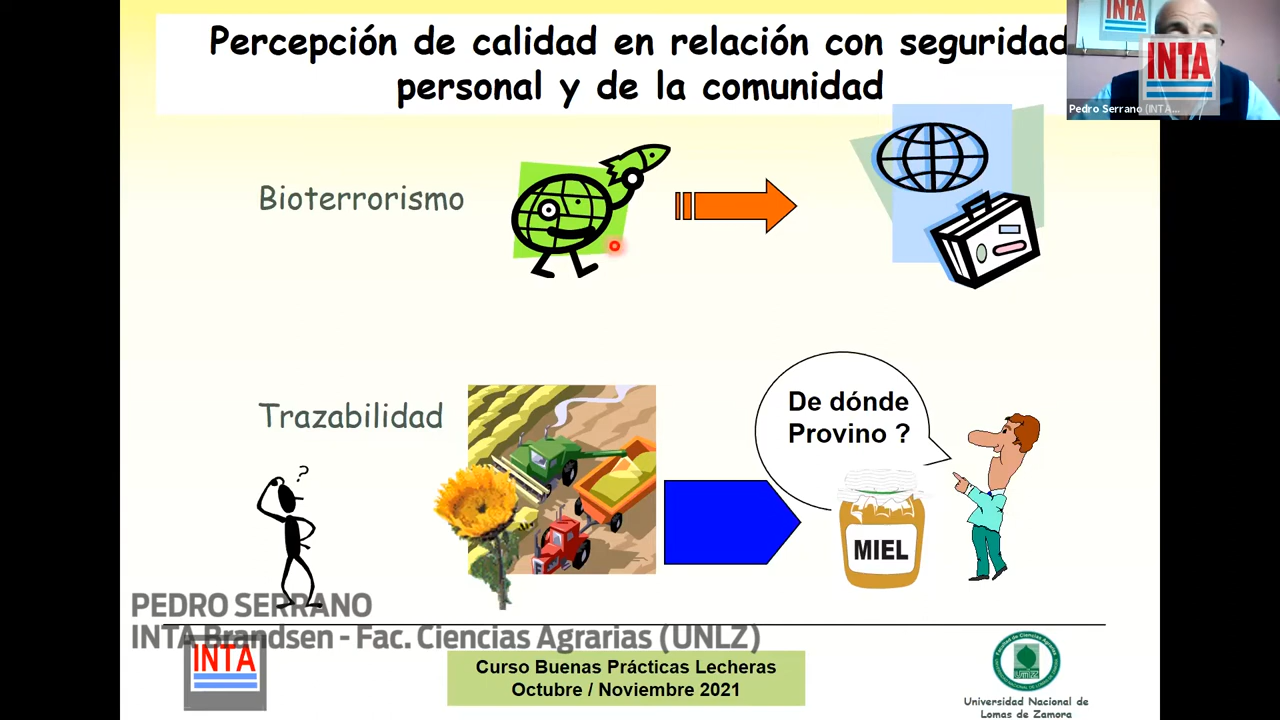 Percepción de calidad en relación con seguridad
personal y de la comunidad
INTA
INTA
Pedro Serrano (INTA...
Bioterrorismo
Trazabilidad
?
De dónde
Provino ?
MIEL
PEDRO SERRANO
INTA Brandsen - Fac. Ciencias Agrarias (UNLZ)
INTA
Curso Buenas Prácticas Lecheras
Octubre / Noviembre 2021
Universidad Nacional de
Lomas de Zamora